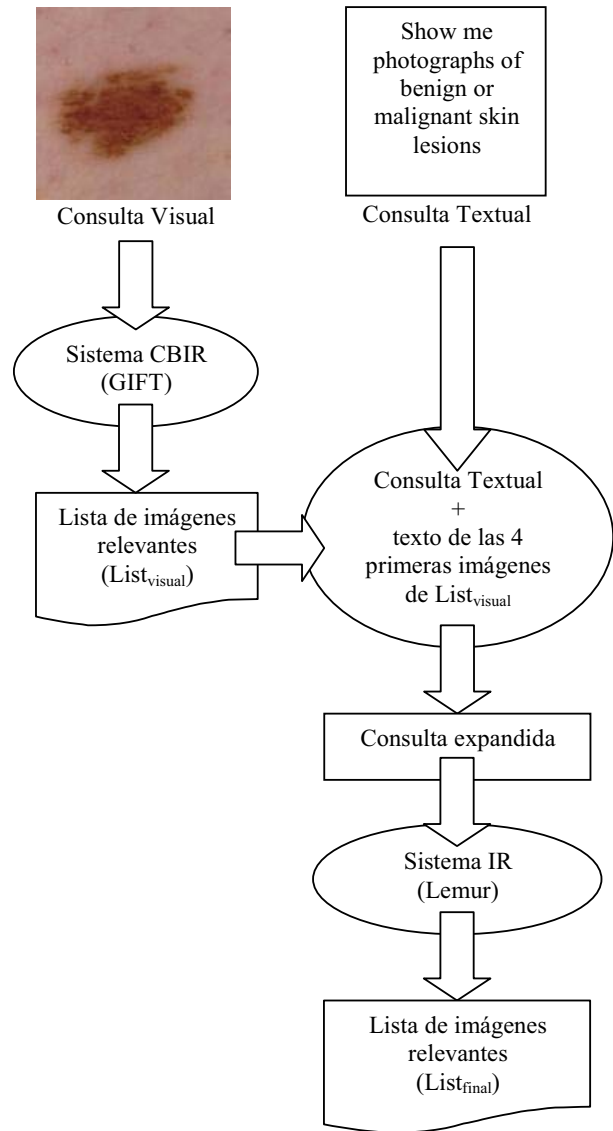 Show me
photographs of
benign or
malignant skin
lesions
Consulta Visual
Consulta Textual
Sistema CBIR
(GIFT)
Lista de imágenes
relevantes
(Listvisual)
Consulta Textual
+
texto de las 4
primeras imágenes
de Listvisual
Consulta expandida
Sistema IR
(Lemur)
Lista de imágenes
relevantes
(Listfinal)